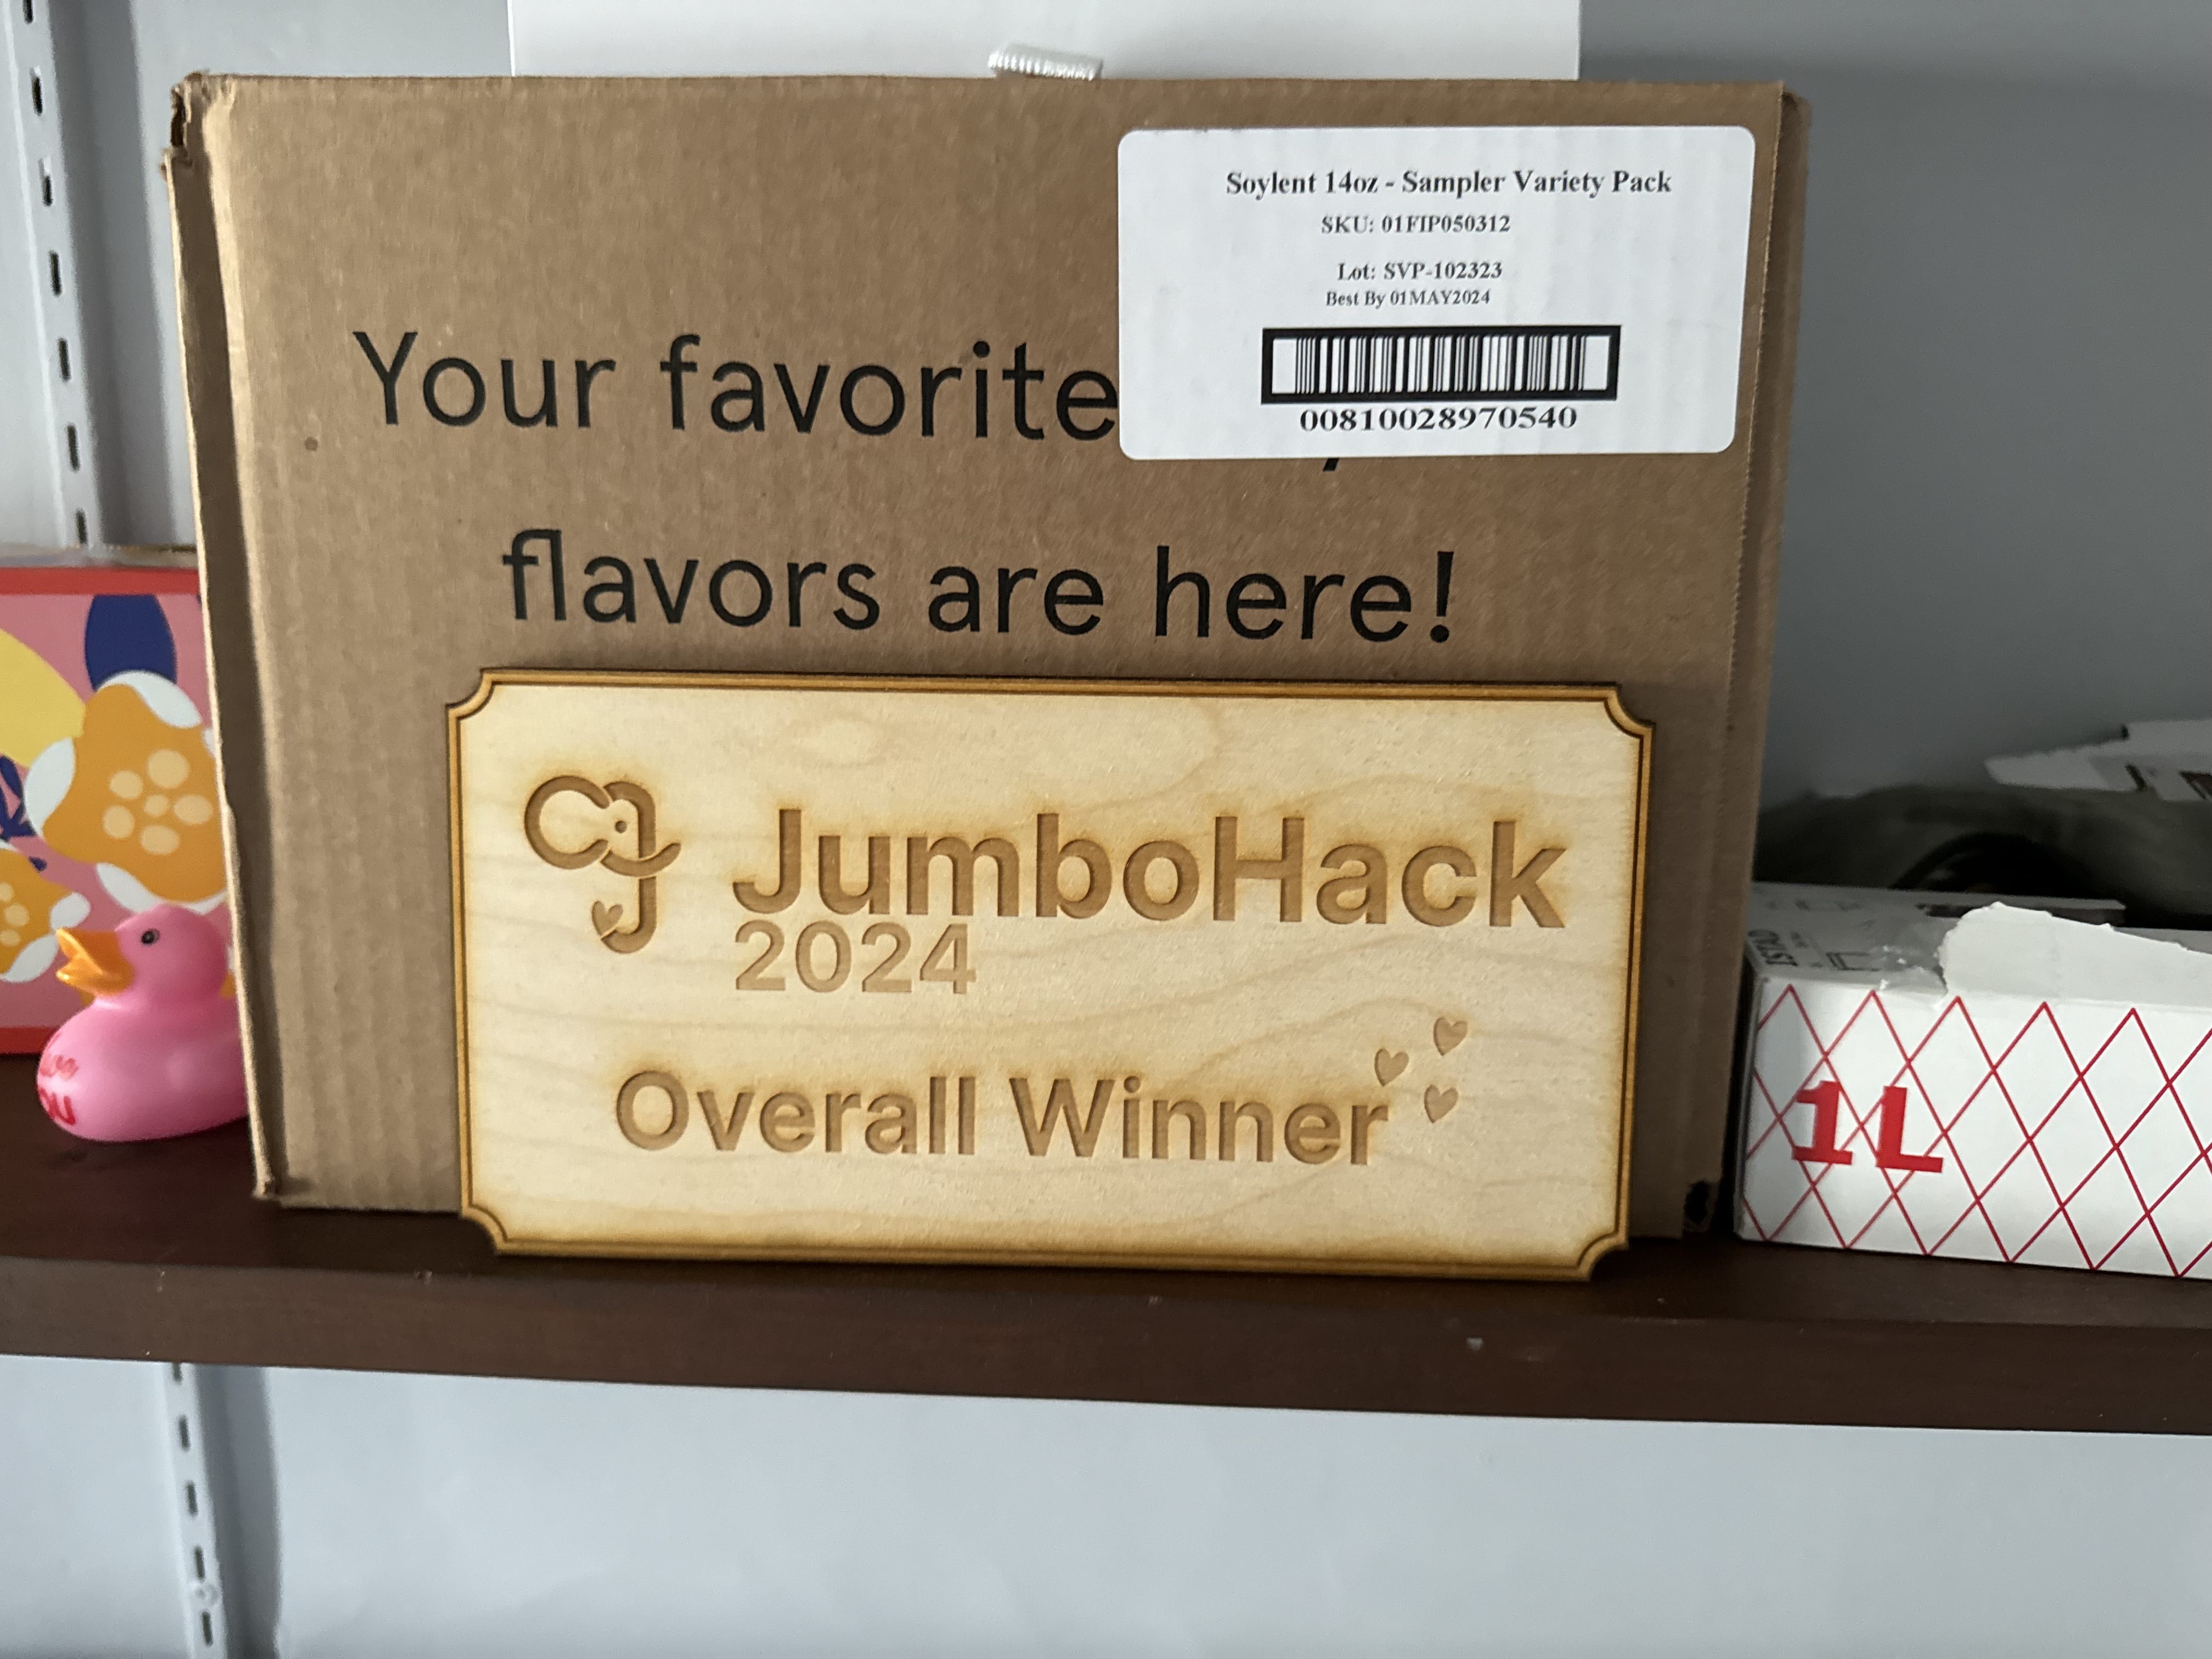 Soylent 14oz - Sampler Variety Pack
SKU: 01FIP050312
Lot: SVP-102323
Best By 01MAY2024
00810028970540
Your favorite
flavors are here!
JumboHack
2024
Overall Winner
1L